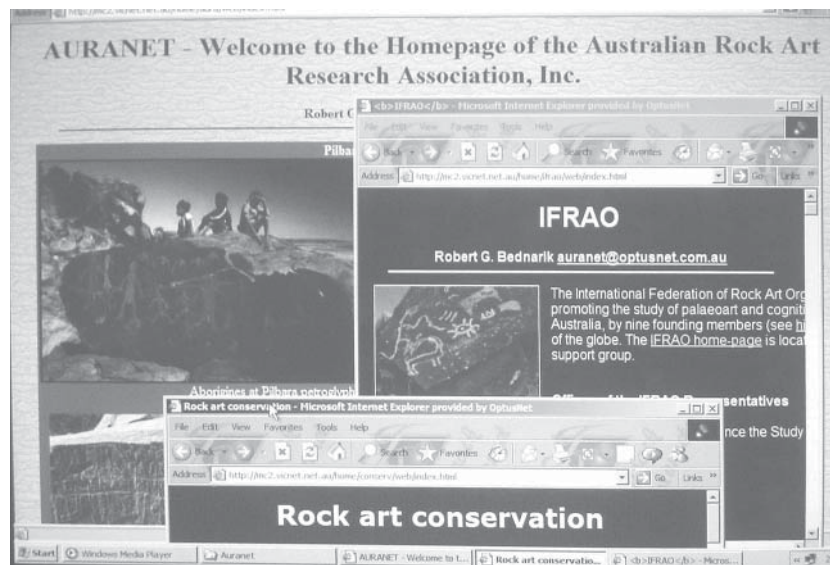 AURANET - Welcome to the Homepage of the Australian Rock Art
Research Association, Inc.
Robert G
Pilba
Aborigines at Pilbara petroglyph
<b>IFRAO</b> - Microsoft Internet Explorer provided by OptusNet
File Edit View Favorites Tools Help
Back Search Favorites
Address http://mc2.vicnet.net.au/home/ifrao/web/index.html Go Links »
IFRAO
Robert G. Bednarik auranet@optusnet.com.au
The International Federation of Rock Art Org
promoting the study of palaeoart and cogniti
Australia, by nine founding members (see hi
of the globe. The IFRAO home-page is locat
support group.
sentatives
nce the Study
Rock art conservation - Microsoft Internet Explorer provided by OptusNet
File Edit View Favorites Tools Help
Back Search Favorites
Address http://mc2.vicnet.net.au/home/conserv/web/index.html Go Links »
Rock art conservation
Start Windows Media Player Auranet AURANET - Welcome to t... Rock art conservatio... <b>IFRAO</b> - Micros...